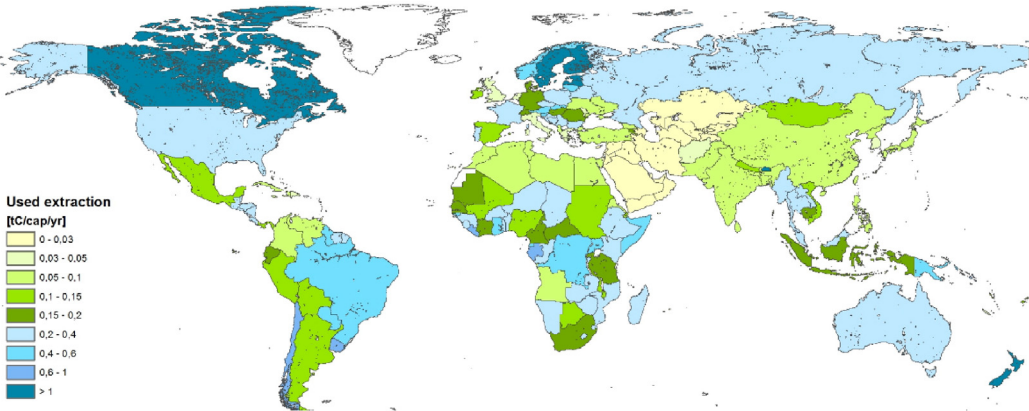 Used extraction
[tC/cap/yr]
0 - 0,03
0,03 - 0,05
0,05 - 0.1
0,1 - 0,15
0,15 - 0,2
0,2 - 0,4
0,4 - 0,6
0,6 - 1
> 1